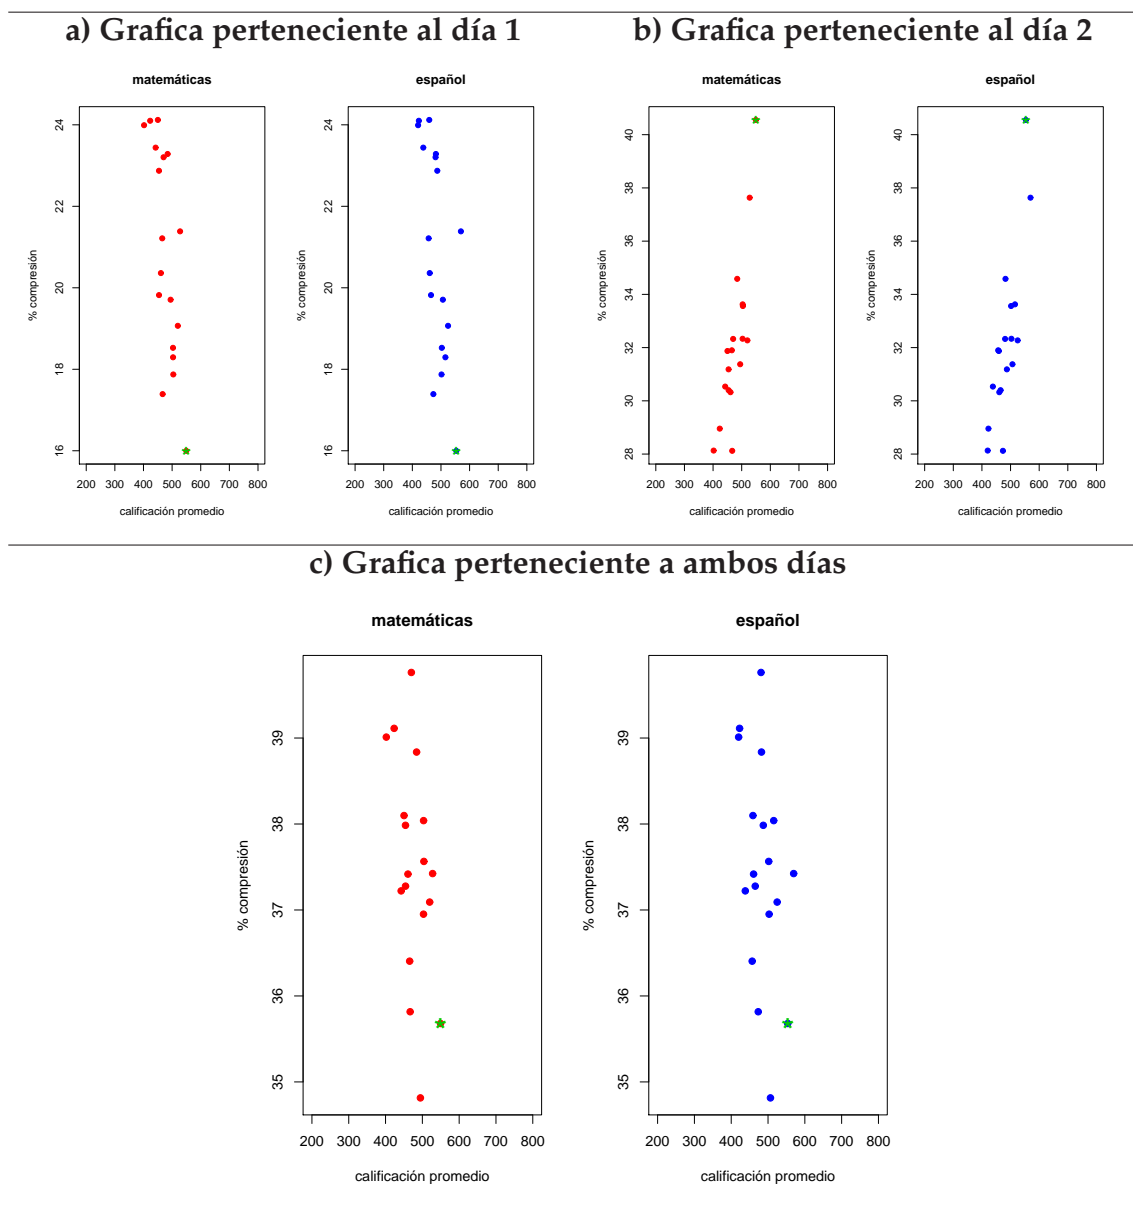 a) Grafica perteneciente al día 1
b) Grafica perteneciente al día 2
matemáticas
español
% compresión
24
22
20
18
16
200 300 400 500 600 700 800
calificación promedio
% compresión
24
22
20
18
16
200 300 400 500 600 700 800
calificación promedio
matemáticas
español
% compresión
40
38
36
34
32
30
28
200 300 400 500 600 700 800
calificación promedio
% compresión
40
38
36
34
32
30
28
200 300 400 500 600 700 800
calificación promedio
c) Grafica perteneciente a ambos días
matemáticas
español
% compresión
39
38
37
36
35
200 300 400 500 600 700 800
calificación promedio
% compresión
39
38
37
36
35
200 300 400 500 600 700 800
calificación promedio